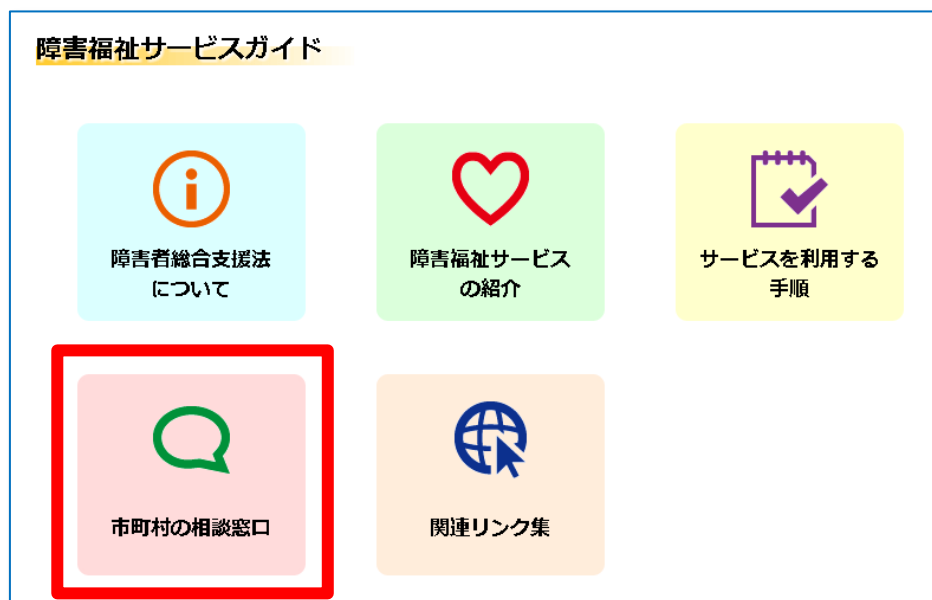 障害福祉サービスガイド
障害者総合支援法
について
障害福祉サービス
の紹介
サービスを利用する
手順
市町村の相談窓口
関連リンク集